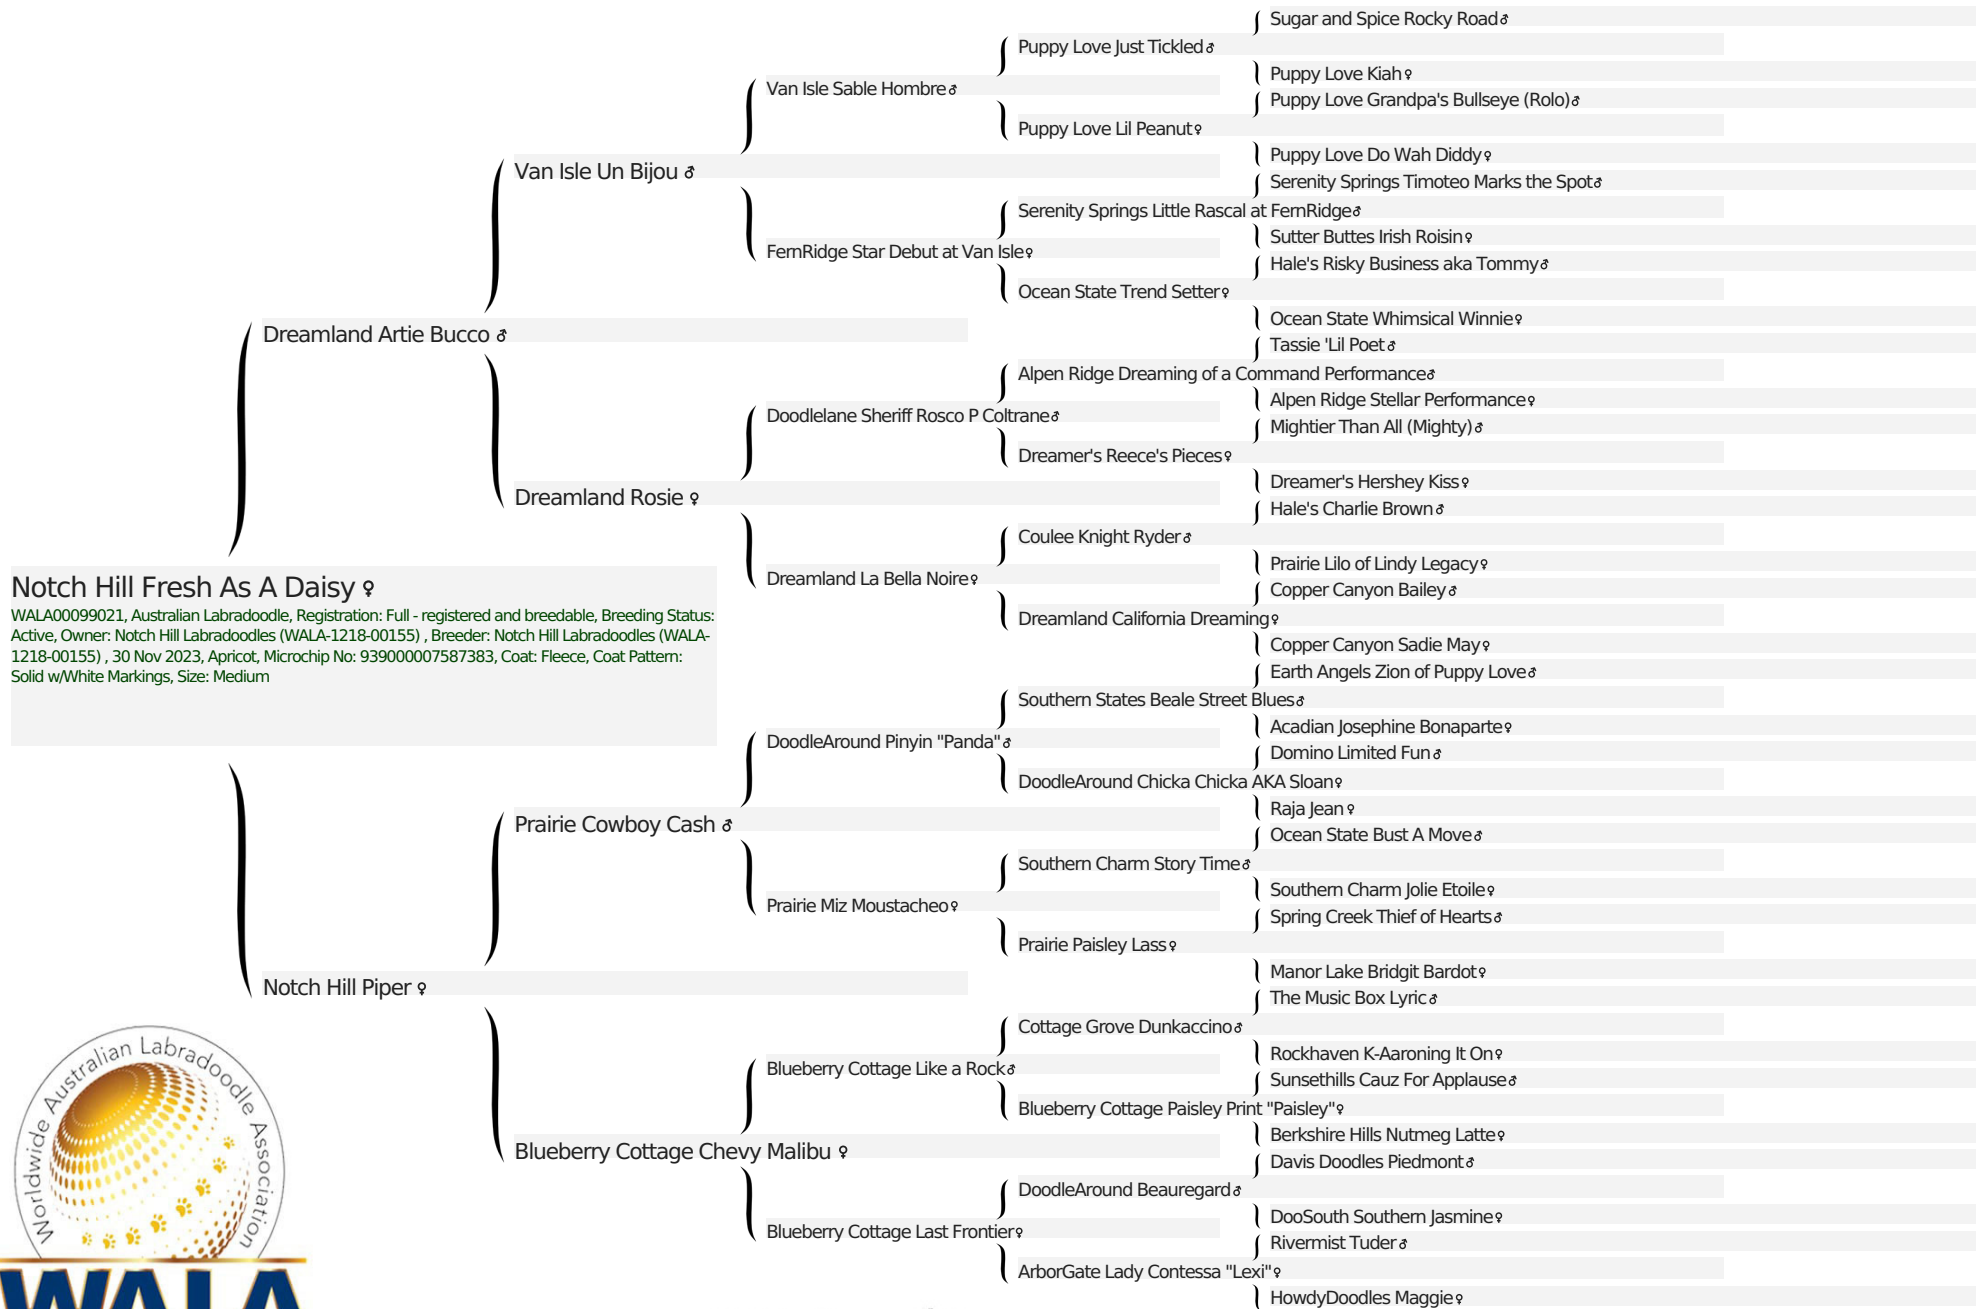 Sugar and Spice Rocky Road♂
Puppy Love Just Tickled♂
Puppy Love Kiah♀
Van Isle Sable Hombre♂
Puppy Love Grandpa's Bullseye (Rolo)♂
Puppy Love Lil Peanut♀
Puppy Love Do Wah Diddy♀
Van Isle Un Bijou ♂
Serenity Springs Timoteo Marks the Spot♂
Serenity Springs Little Rascal at FernRidge♂
Sutter Buttes Irish Roisin♀
FernRidge Star Debut at Van Isle♀
Hale's Risky Business aka Tommy♂
Ocean State Trend Setter♀
Ocean State Whimsical Winnie♀
Dreamland Artie Bucco ♂
Tassie 'Lil Poet♂
Alpen Ridge Dreaming of a Command Performance♂
Alpen Ridge Stellar Performance♀
Doodlelane Sheriff Rosco P Coltrane♂
Mightier Than All (Mighty)♂
Dreamer's Reece's Pieces♀
Dreamer's Hershey Kiss♀
Dreamland Rosie ♀
Hale's Charlie Brown♂
Coulee Knight Ryder♂
Prairie Lilo of Lindy Legacy♀
Dreamland La Bella Noire♀
Copper Canyon Bailey♂
Dreamland California Dreaming♀
Copper Canyon Sadie May♀
Notch Hill Fresh As A Daisy ♀
WALA00099021, Australian Labradoodle, Registration: Full - registered and breedable, Breeding Status:
Active, Owner: Notch Hill Labradoodles (WALA-1218-00155) , Breeder: Notch Hill Labradoodles (WALA-
1218-00155) , 30 Nov 2023, Apricot, Microchip No: 939000007587383, Coat: Fleece, Coat Pattern:
Solid w/White Markings, Size: Medium
Earth Angels Zion of Puppy Love♂
Southern States Beale Street Blues♂
Acadian Josephine Bonaparte♀
DoodleAround Pinyin "Panda"♂
Domino Limited Fun♂
DoodleAround Chicka Chicka AKA Sloan♀
Raja Jean♀
Prairie Cowboy Cash ♂
Ocean State Bust A Move♂
Southern Charm Story Time♂
Southern Charm Jolie Etoile♀
Prairie Miz Moustacheo♀
Spring Creek Thief of Hearts♂
Prairie Paisley Lass♀
Manor Lake Bridgit Bardot♀
Notch Hill Piper ♀
The Music Box Lyric♂
Cottage Grove Dunkaccino♂
Rockhaven K-Aaroning It On♀
Blueberry Cottage Like a Rock♂
Sunsethills Cauz For Applause♂
Blueberry Cottage Paisley Print "Paisley"♀
Berkshire Hills Nutmeg Latte♀
Blueberry Cottage Chevy Malibu ♀
Davis Doodles Piedmont♂
DoodleAround Beauregard♂
DooSouth Southern Jasmine♀
Blueberry Cottage Last Frontier♀
Rivermist Tuder♂
ArborGate Lady Contessa "Lexi"♀
HowdyDoodles Maggie♀
Worldwide Australian Labradoodle Association
WALA